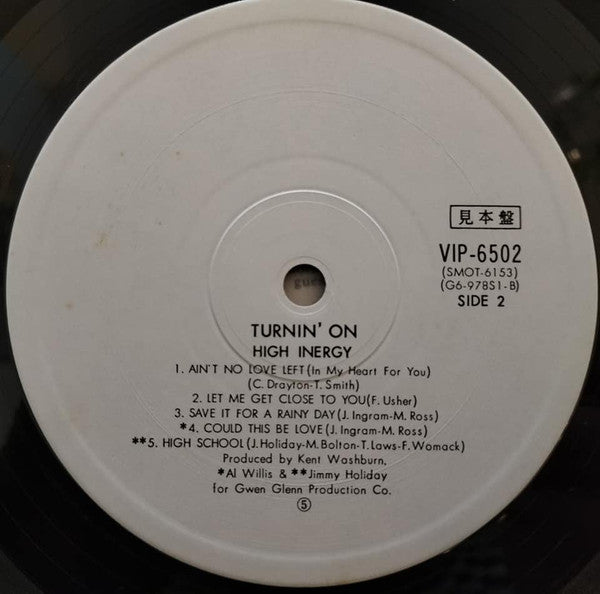 見本盤
VIP-6502
(SMOT-6153)
(G6-978S1-B)
SIDE 2
TURNIN' ON
HIGH INERGY
1. AIN'T NO LOVE LEFT (In My Heart For You)
(C. Drayton-T. Smith)
2. LET ME GET CLOSE TO YOU (F. Usher)
3. SAVE IT FOR A RAINY DAY (J. Ingram-M. Ross)
*4. COULD THIS BE LOVE (J. Ingram-M. Ross)
**5. HIGH SCHOOL (J. Holiday-M. Bolton-T. Laws-F. Womack)
Produced by Kent Washburn,
*Al Willis & **Jimmy Holiday
for Gwen Glenn Production Co.
⑤